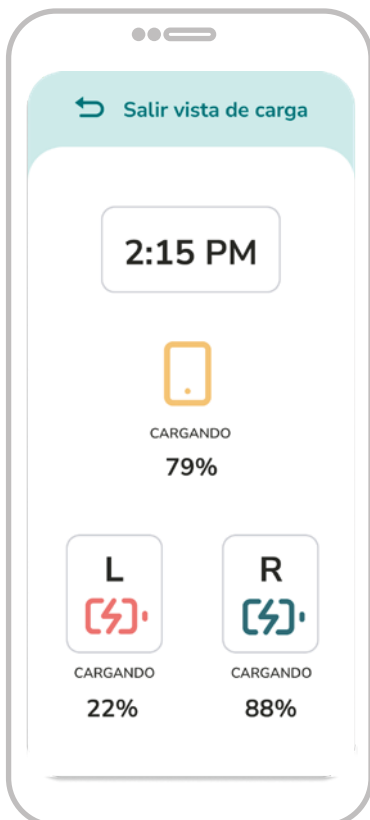 Salir vista de carga
2:15 PM
CARGANDO
79%
L R
CARGANDO CARGANDO
22% 88%